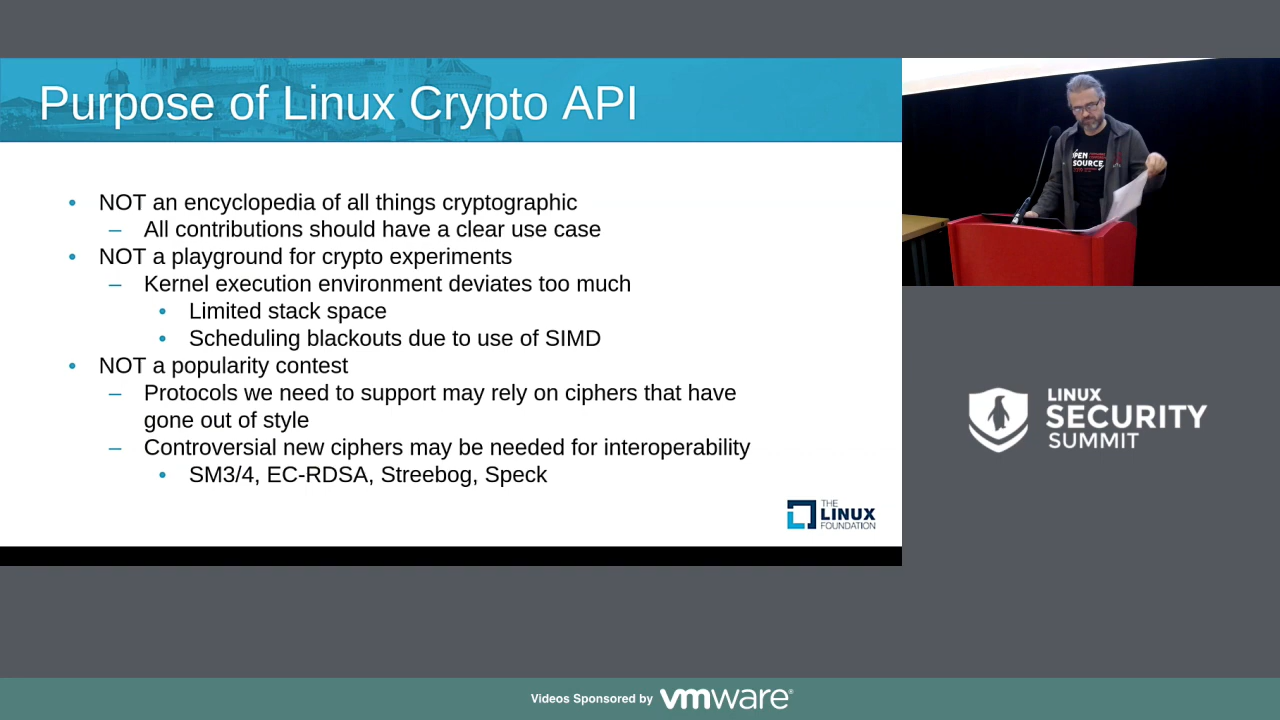 Purpose of Linux Crypto API
• NOT an encyclopedia of all things cryptographic
– All contributions should have a clear use case
• NOT a playground for crypto experiments
– Kernel execution environment deviates too much
• Limited stack space
• Scheduling blackouts due to use of SIMD
• NOT a popularity contest
– Protocols we need to support may rely on ciphers that have
gone out of style
– Controversial new ciphers may be needed for interoperability
• SM3/4, EC-RDSA, Streebog, Speck
THE
LINUX
FOUNDATION
SOURCE
LINUX
SECURITY
SUMMIT
Videos Sponsored by vmware®